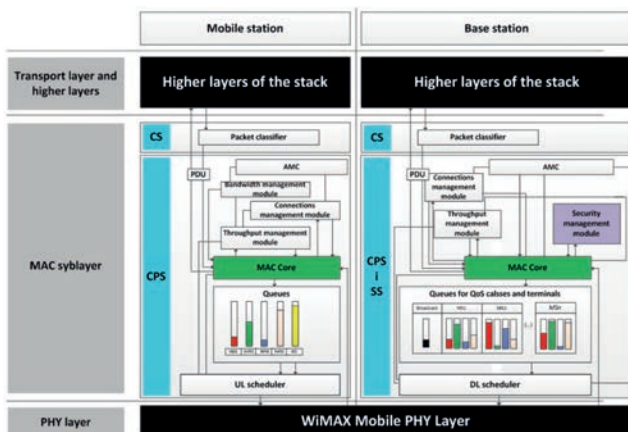 Mobile station
Base station
Transport layer and
higher layers
Higher layers of the stack
Higher layers of the stack
CS
Packet classifier
CS
Packet classifier
MAC syblayer
CPS
PDU
AMC
Bandwidth management
module
Connections
management module
Throughput management
module
MAC Core
Queues
UL scheduler
CPS
i
SS
PDU
AMC
Connections
management
module
Throughput
management
module
Security
management
module
MAC Core
Queues for QoS calsses and terminals
Broadcast
(..)
DL scheduler
PHY layer
WiMAX Mobile PHY Layer